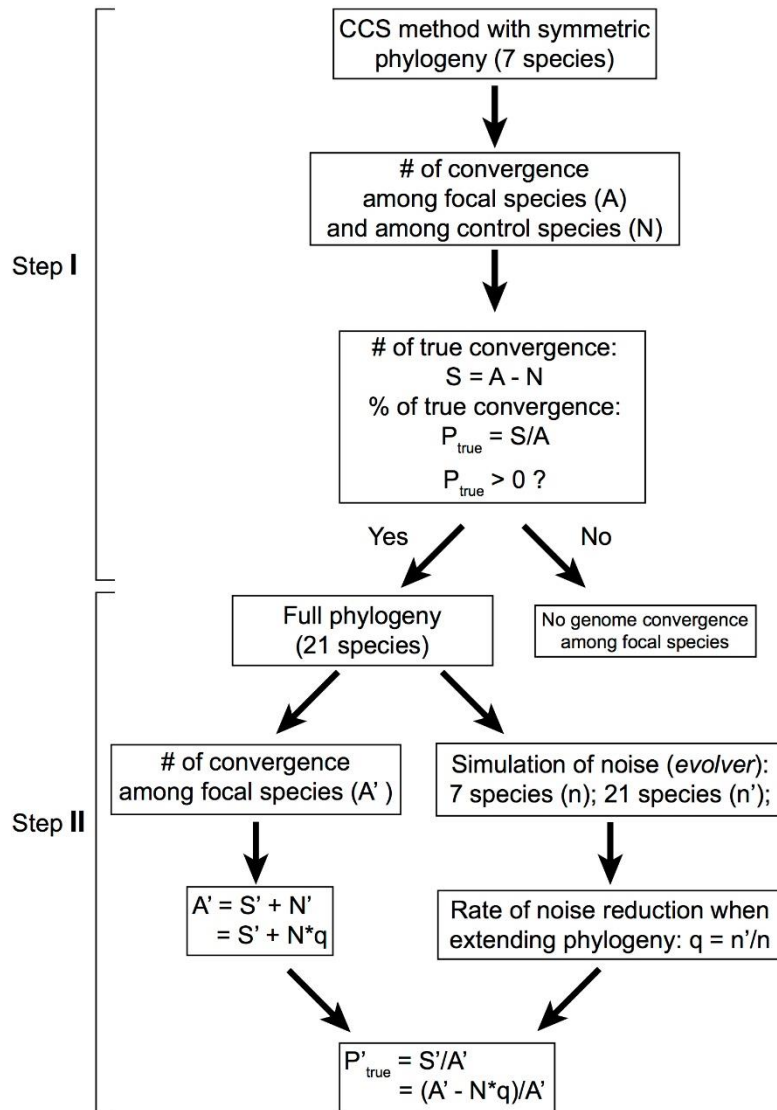 CCS method with symmetric
phylogeny (7 species)
# of convergence
among focal species (A)
and among control species (N)
Step I
# of true convergence:
S = A - N
% of true convergence:
P_true = S/A
P_true > 0 ?
Yes
No
Full phylogeny
(21 species)
No genome convergence
among focal species
# of convergence
among focal species (A’ )
Simulation of noise (evolver):
7 species (n); 21 species (n’);
Step II
A’ = S’ + N’
= S’ + N*q
Rate of noise reduction when
extending phylogeny: q = n’/n
P’_true = S’/A’
= (A’ - N*q)/A’